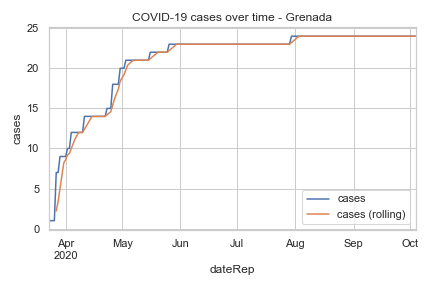 COVID-19 cases over time - Grenada
25
20
15
10
5
0
cases
cases
cases (rolling)
Apr
2020
May
Jun
Jul
Aug
Sep
Oct
dateRep